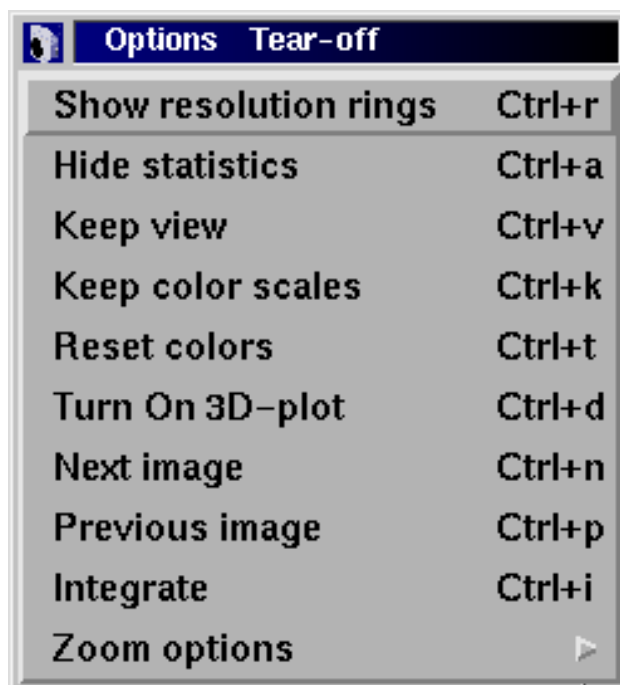 Options Tear-off
Show resolution rings Ctrl+r
Hide statistics Ctrl+a
Keep view Ctrl+v
Keep color scales Ctrl+k
Reset colors Ctrl+t
Turn On 3D-plot Ctrl+d
Next image Ctrl+n
Previous image Ctrl+p
Integrate Ctrl+i
Zoom options